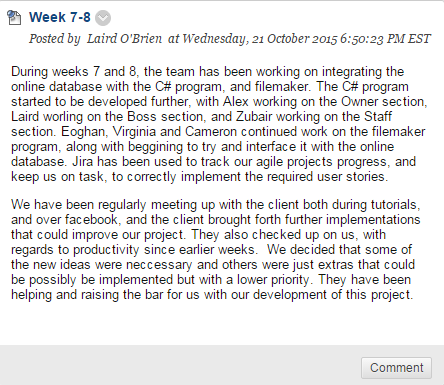 Week 7-8
Posted by Laird O'Brien at Wednesday, 21 October 2015 6:50:23 PM EST
During weeks 7 and 8, the team has been working on integrating the
online database with the C# program, and filemaker. The C# program
started to be developed further, with Alex working on the Owner section,
Laird worling on the Boss section, and Zubair working on the Staff
section. Eoghan, Virginia and Cameron continued work on the filemaker
program, along with beggining to try and interface it with the online
database. Jira has been used to track our agile projects progress, and
keep us on task, to correctly implement the required user stories.
We have been regularly meeting up with the client both during tutorials,
and over facebook, and the client brought forth further implementations
that could improve our project. They also checked up on us, with
regards to productivity since earlier weeks. We decided that some of
the new ideas were neccessary and others were just extras that could
be possibly be implemented but with a lower priority. They have been
helping and raising the bar for us with our development of this project.
Comment